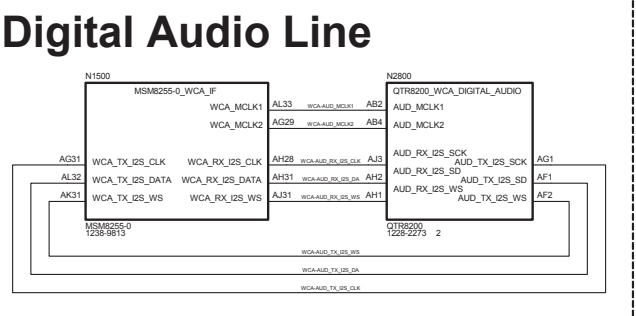 Digital Audio Line
N1500
N2800
MSM8255-0_WCA_IF
QTR8200_WCA_DIGITAL_AUDIO
WCA_MCLK1 AL33 WCA-AUD_MCLK1 AB2 AUD_MCLK1
WCA_MCLK2 AG29 WCA-AUD_MCLK2 AB4 AUD_MCLK2
AG31 WCA_TX_I2S_CLK WCA_RX_I2S_CLK AH28 WCA-AUD_RX_I2S_CLK AJ3 AUD_RX_I2S_SCK AUD_TX_I2S_SCK AG1
AL32 WCA_TX_I2S_DATA WCA_RX_I2S_DATA AH31 WCA-AUD_RX_I2S_DA AH2 AUD_RX_I2S_SD AUD_TX_I2S_SD AF1
AK31 WCA_TX_I2S_WS WCA_RX_I2S_WS AJ31 WCA-AUD_RX_I2S_WS AH1 AUD_RX_I2S_WS AUD_TX_I2S_WS AF2
MSM8255-0
1238-9813
QTR8200
1228-2273 2
WCA-AUD_TX_I2S_WS
WCA-AUD_TX_I2S_DA
WCA-AUD_TX_I2S_CLK